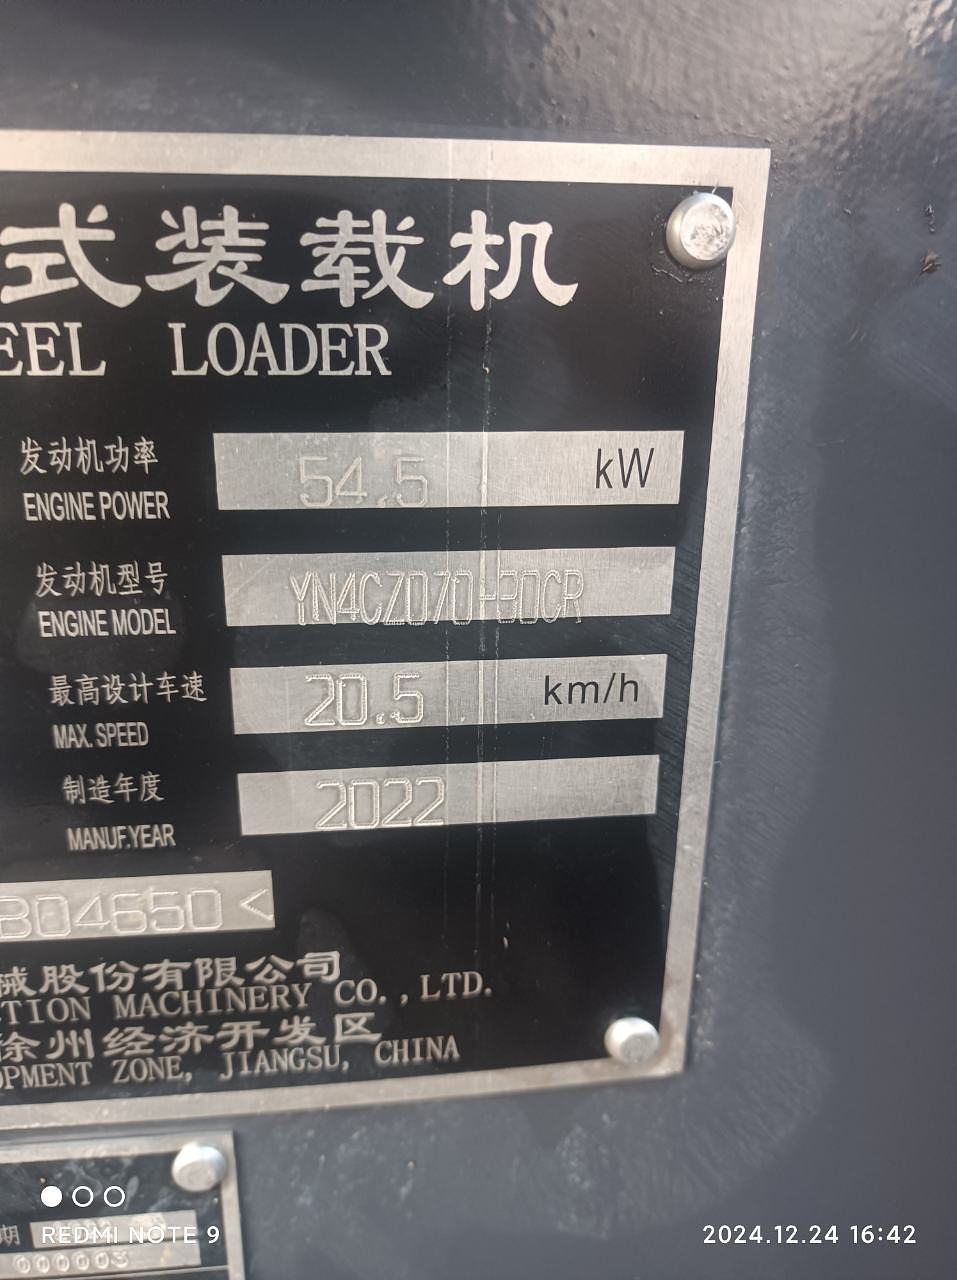 式装载机
EEL LOADER
发动机功率
ENGINE POWER
54.5 kW
发动机型号
ENGINE MODEL
YN4CZ070-30CR
最高设计车速
MAX. SPEED
20.5 km/h
制造年度
MANUF.YEAR
2022
B04650<
械股份有限公司
CTION MACHINERY CO.,LTD.
徐州经济开发区
OPMENT ZONE, JIANGSU, CHINA
期
000003
REDMI NOTE 9
2024.12.24 16:42